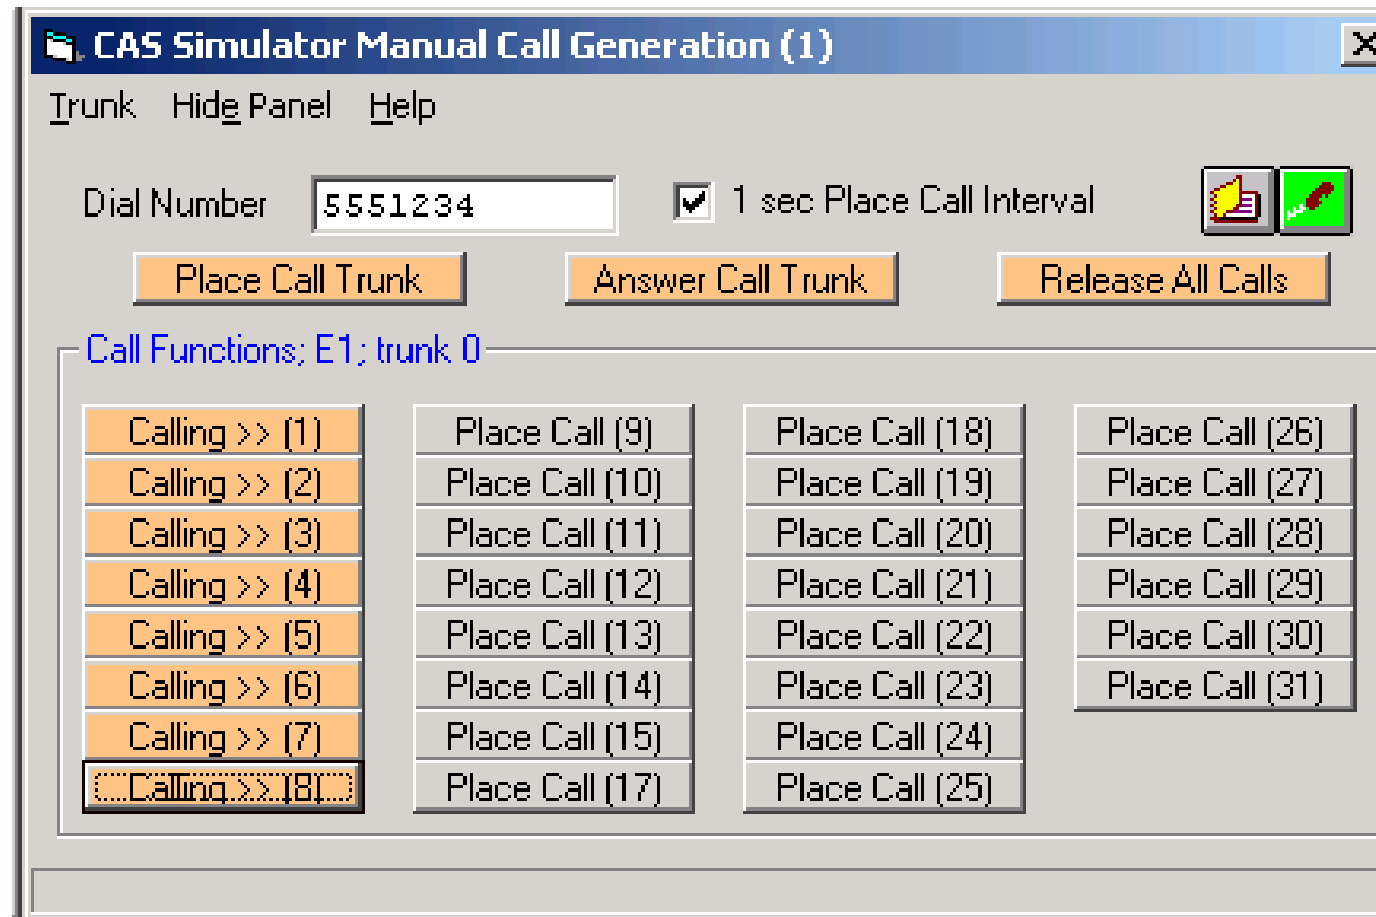 CAS Simulator Manual Call Generation (1)
Trunk Hide Panel Help
Dial Number 5551234 1 sec Place Call Interval
Place Call Trunk Answer Call Trunk Release All Calls
Call Functions; E1; trunk 0
Calling >> (1) Place Call (9) Place Call (18) Place Call (26)
Calling >> (2) Place Call (10) Place Call (19) Place Call (27)
Calling >> (3) Place Call (11) Place Call (20) Place Call (28)
Calling >> (4) Place Call (12) Place Call (21) Place Call (29)
Calling >> (5) Place Call (13) Place Call (22) Place Call (30)
Calling >> (6) Place Call (14) Place Call (23) Place Call (31)
Calling >> (7) Place Call (15) Place Call (24)
Calling >> (8) Place Call (17) Place Call (25)